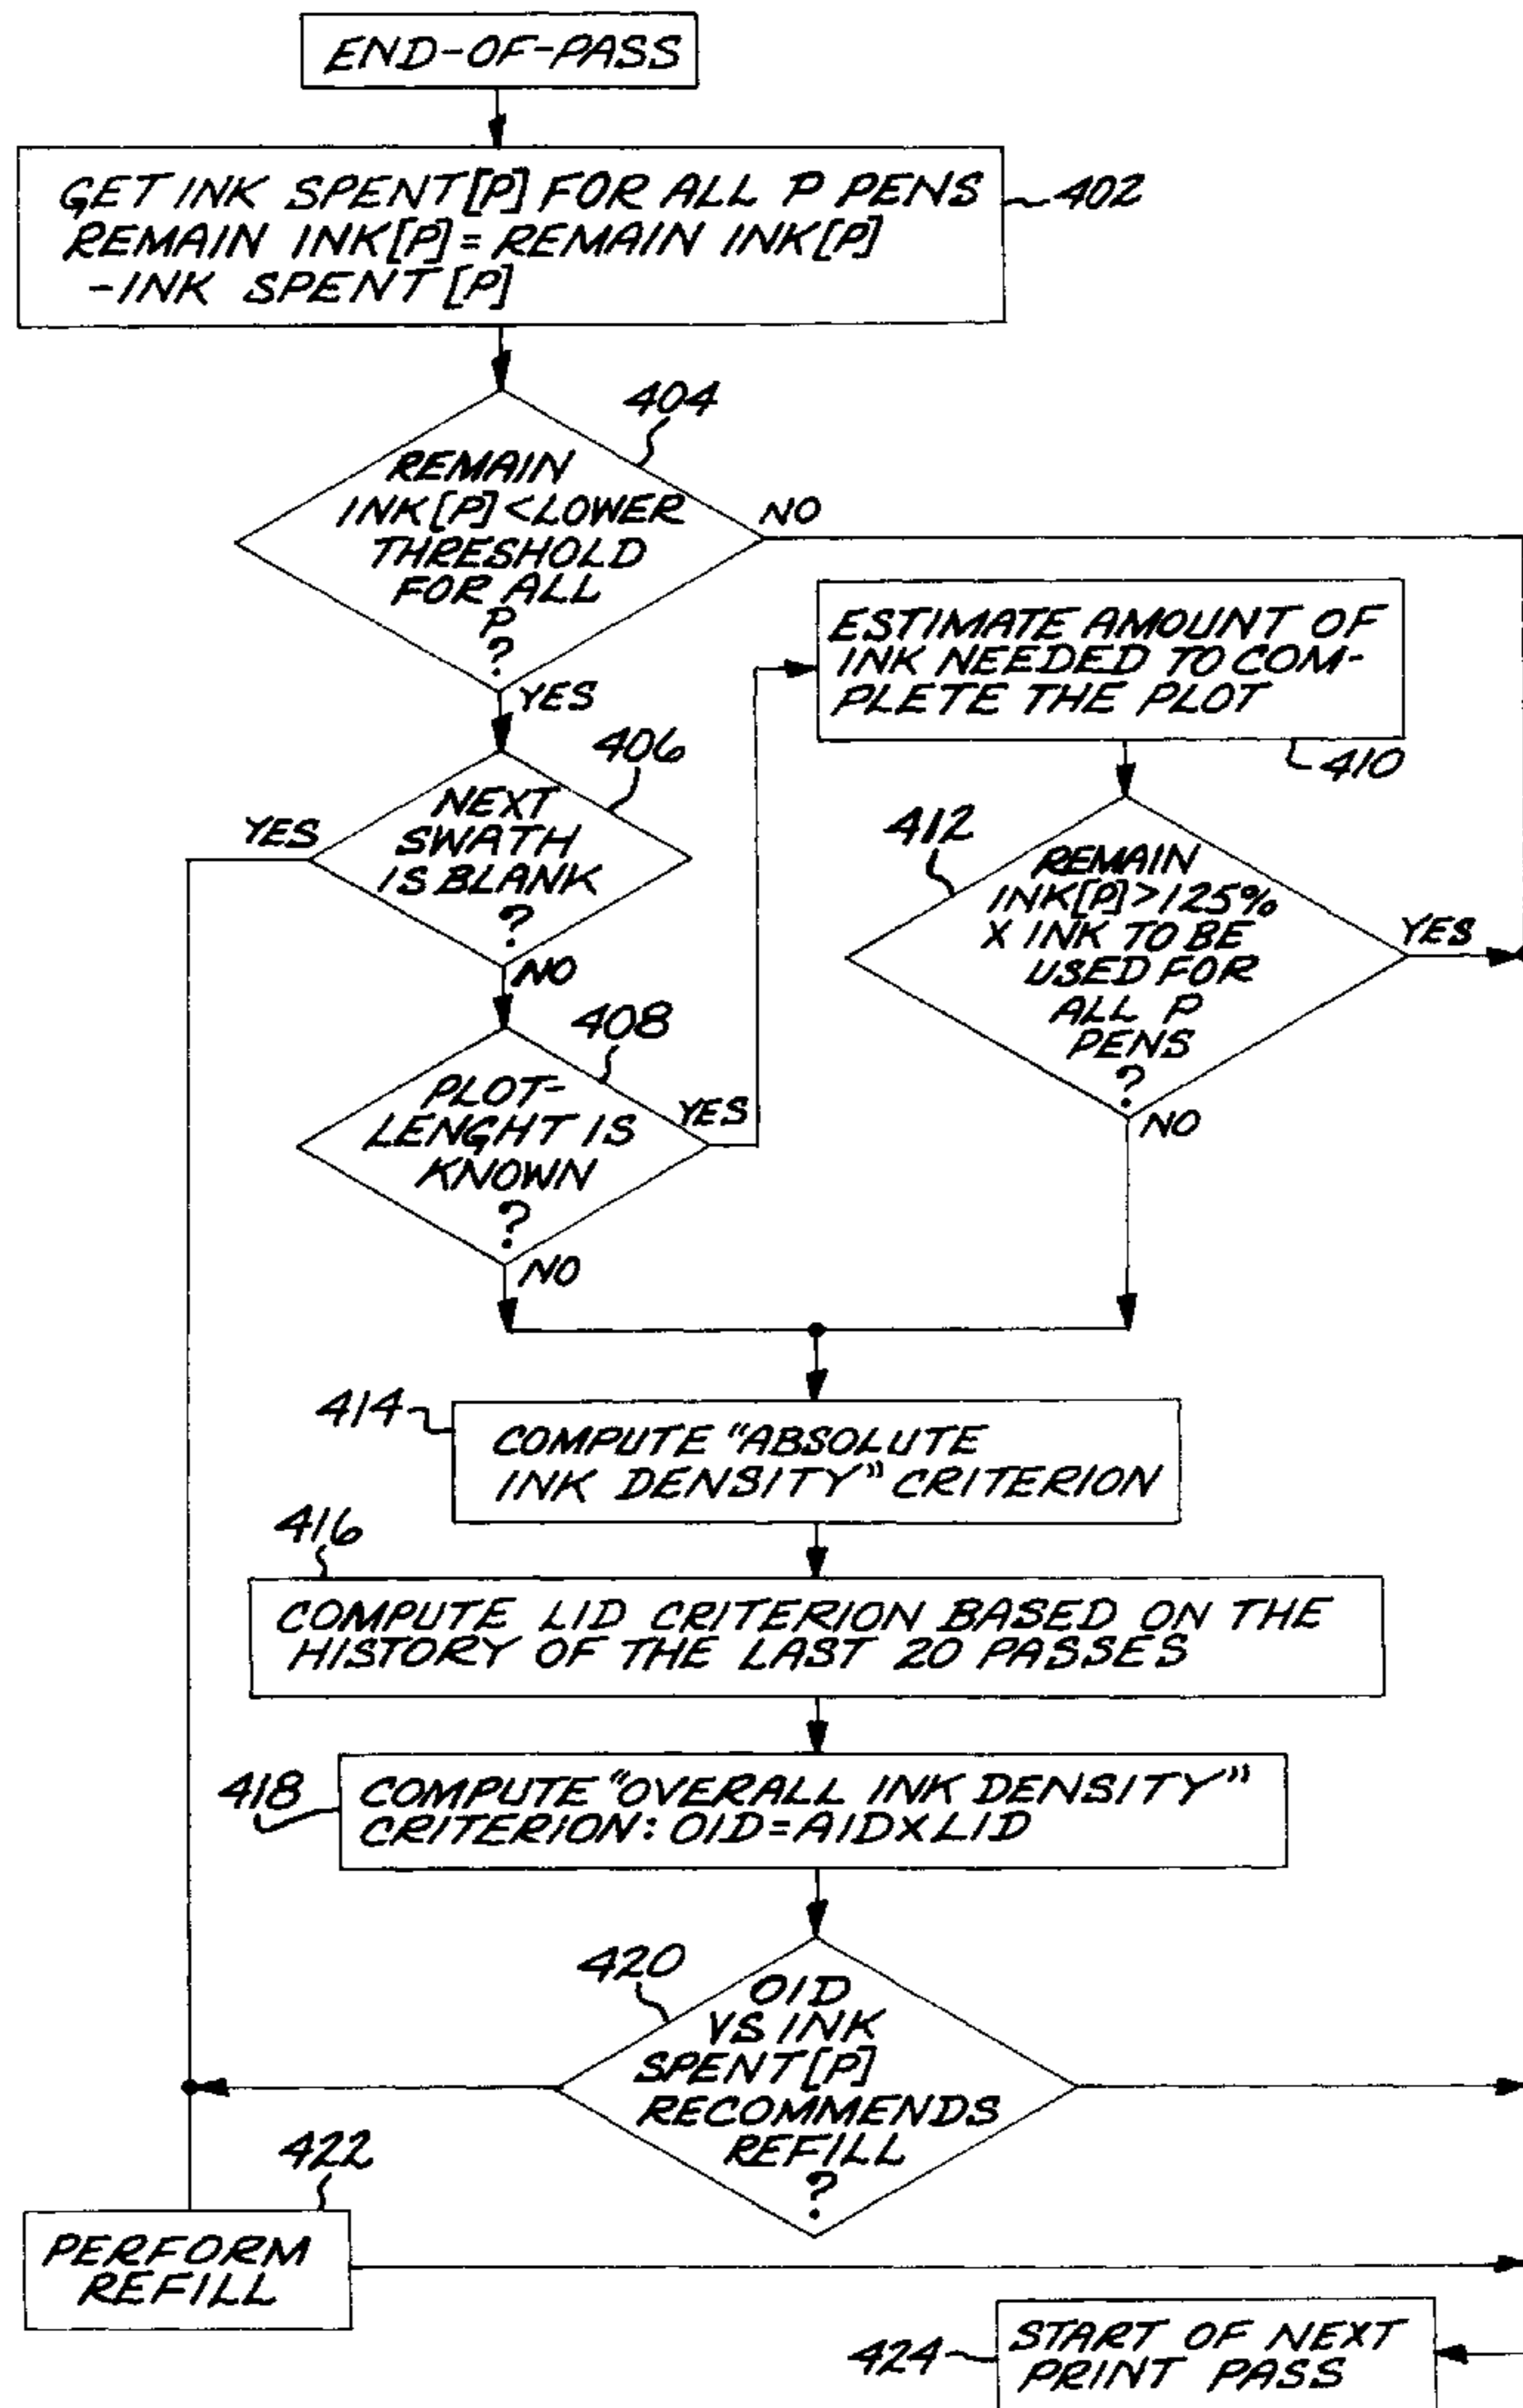 END-OF-PASS
GET INK SPENT[P] FOR ALL P PENS
REMAIN INK[P]=REMAIN INK[P]
-INK SPENT[P]
402
404
REMAIN
INK[P]<LOWER
THRESHOLD
FOR ALL
P
?
NO
YES
406
NEXT
SWATH
IS BLANK
?
YES
NO
408
PLOT-
LENGHT IS
KNOWN
?
YES
NO
ESTIMATE AMOUNT OF
INK NEEDED TO COM-
PLETE THE PLOT
410
412
REMAIN
INK[P]>125%
X INK TO BE
USED FOR
ALL P
PENS
?
YES
NO
414
COMPUTE "ABSOLUTE
INK DENSITY" CRITERION
416
COMPUTE LID CRITERION BASED ON THE
HISTORY OF THE LAST 20 PASSES
418
COMPUTE "OVERALL INK DENSITY"
CRITERION: OID=AIDXLID
420
OID
VS INK
SPENT[P]
RECOMMENDS
REFILL
?
422
PERFORM
REFILL
424
START OF NEXT
PRINT PASS